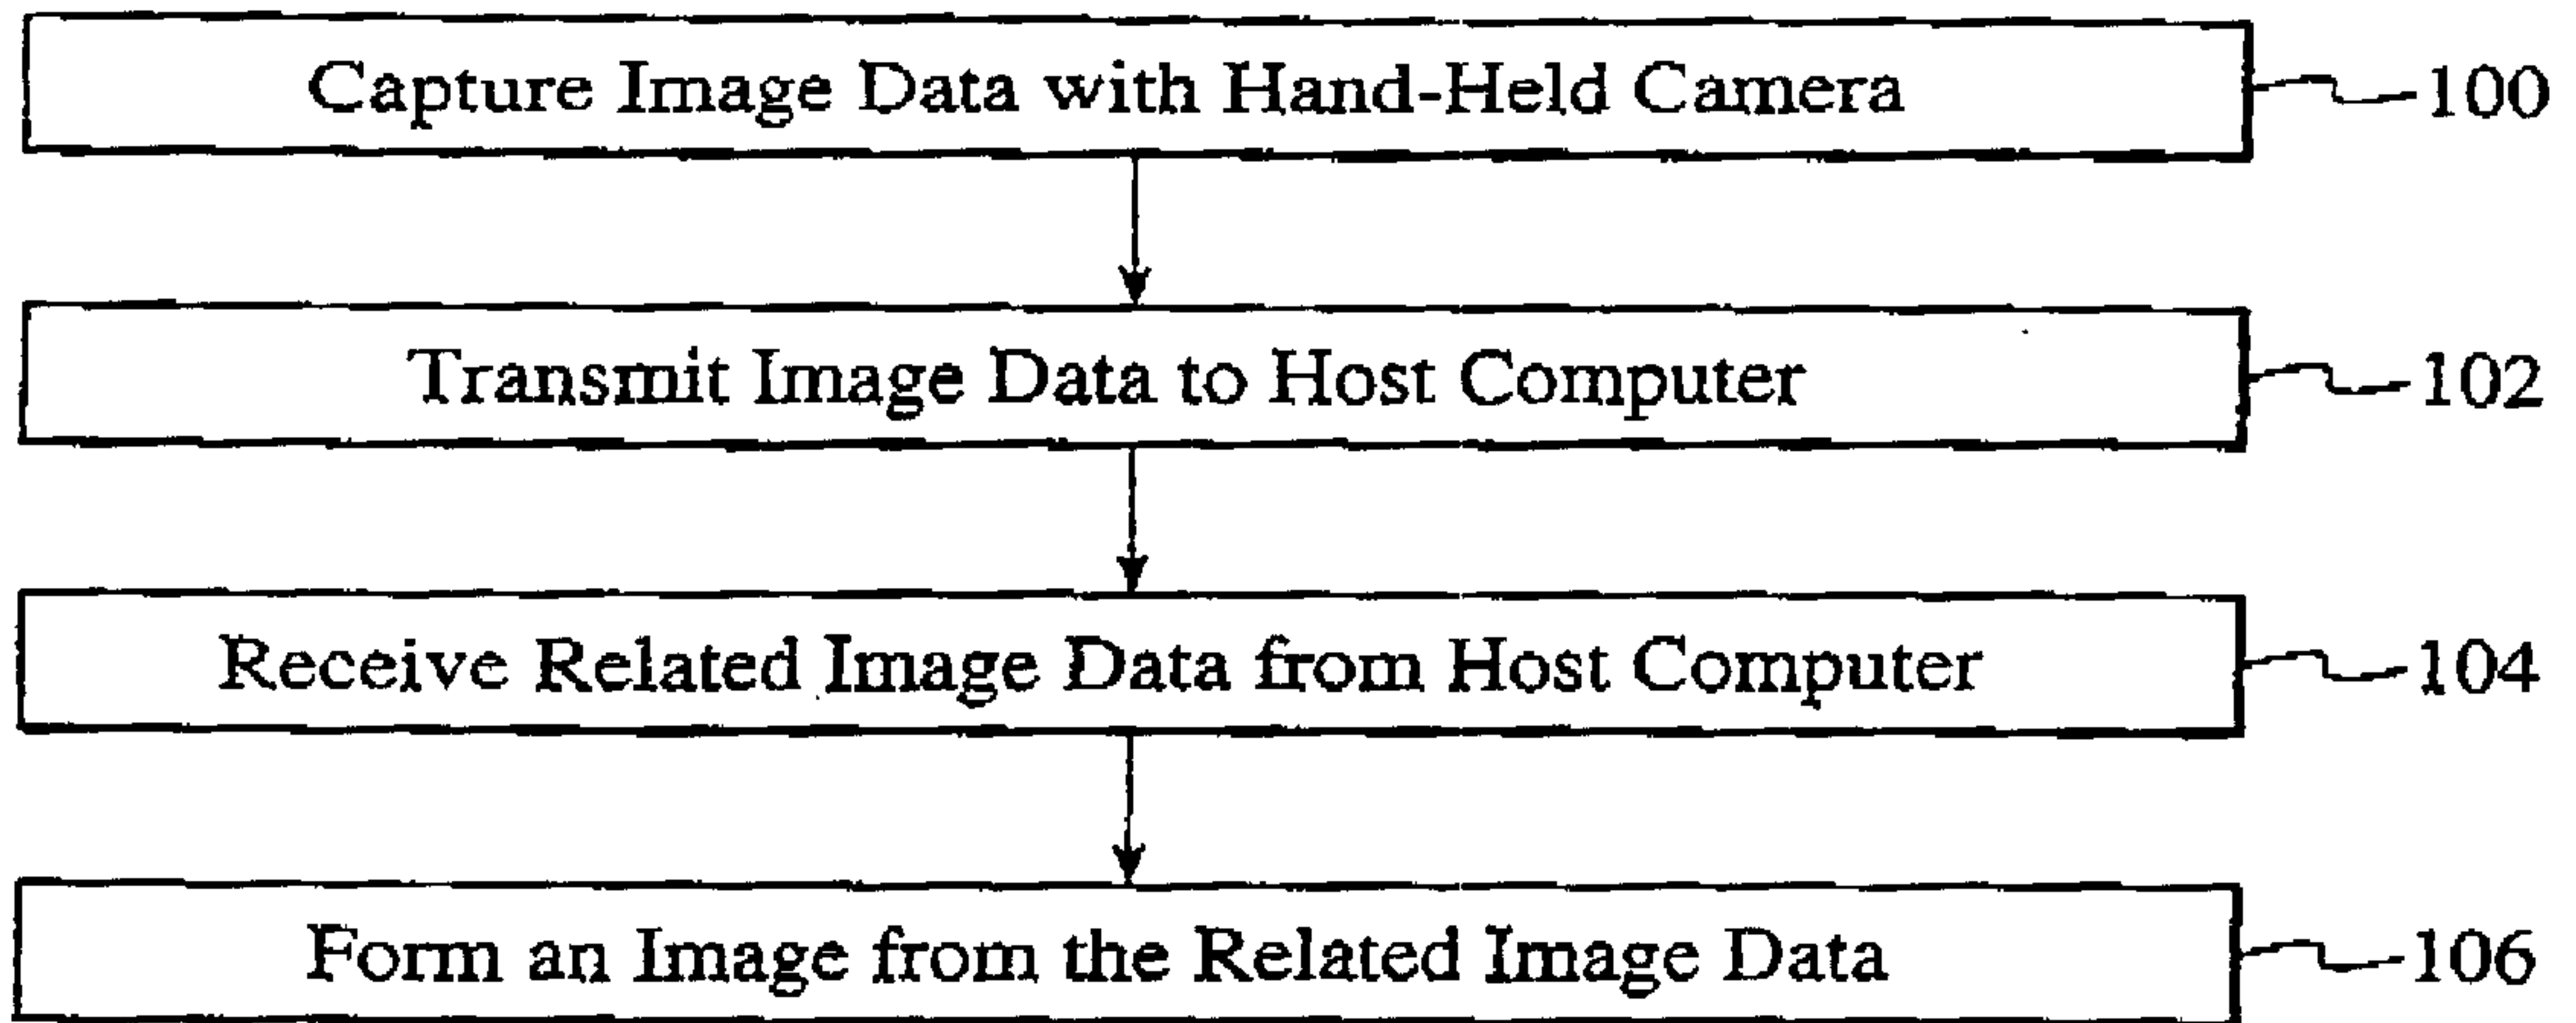 Capture Image Data with Hand-Held Camera
100
Transmit Image Data to Host Computer
102
Receive Related Image Data from Host Computer
104
Form an Image from the Related Image Data
106